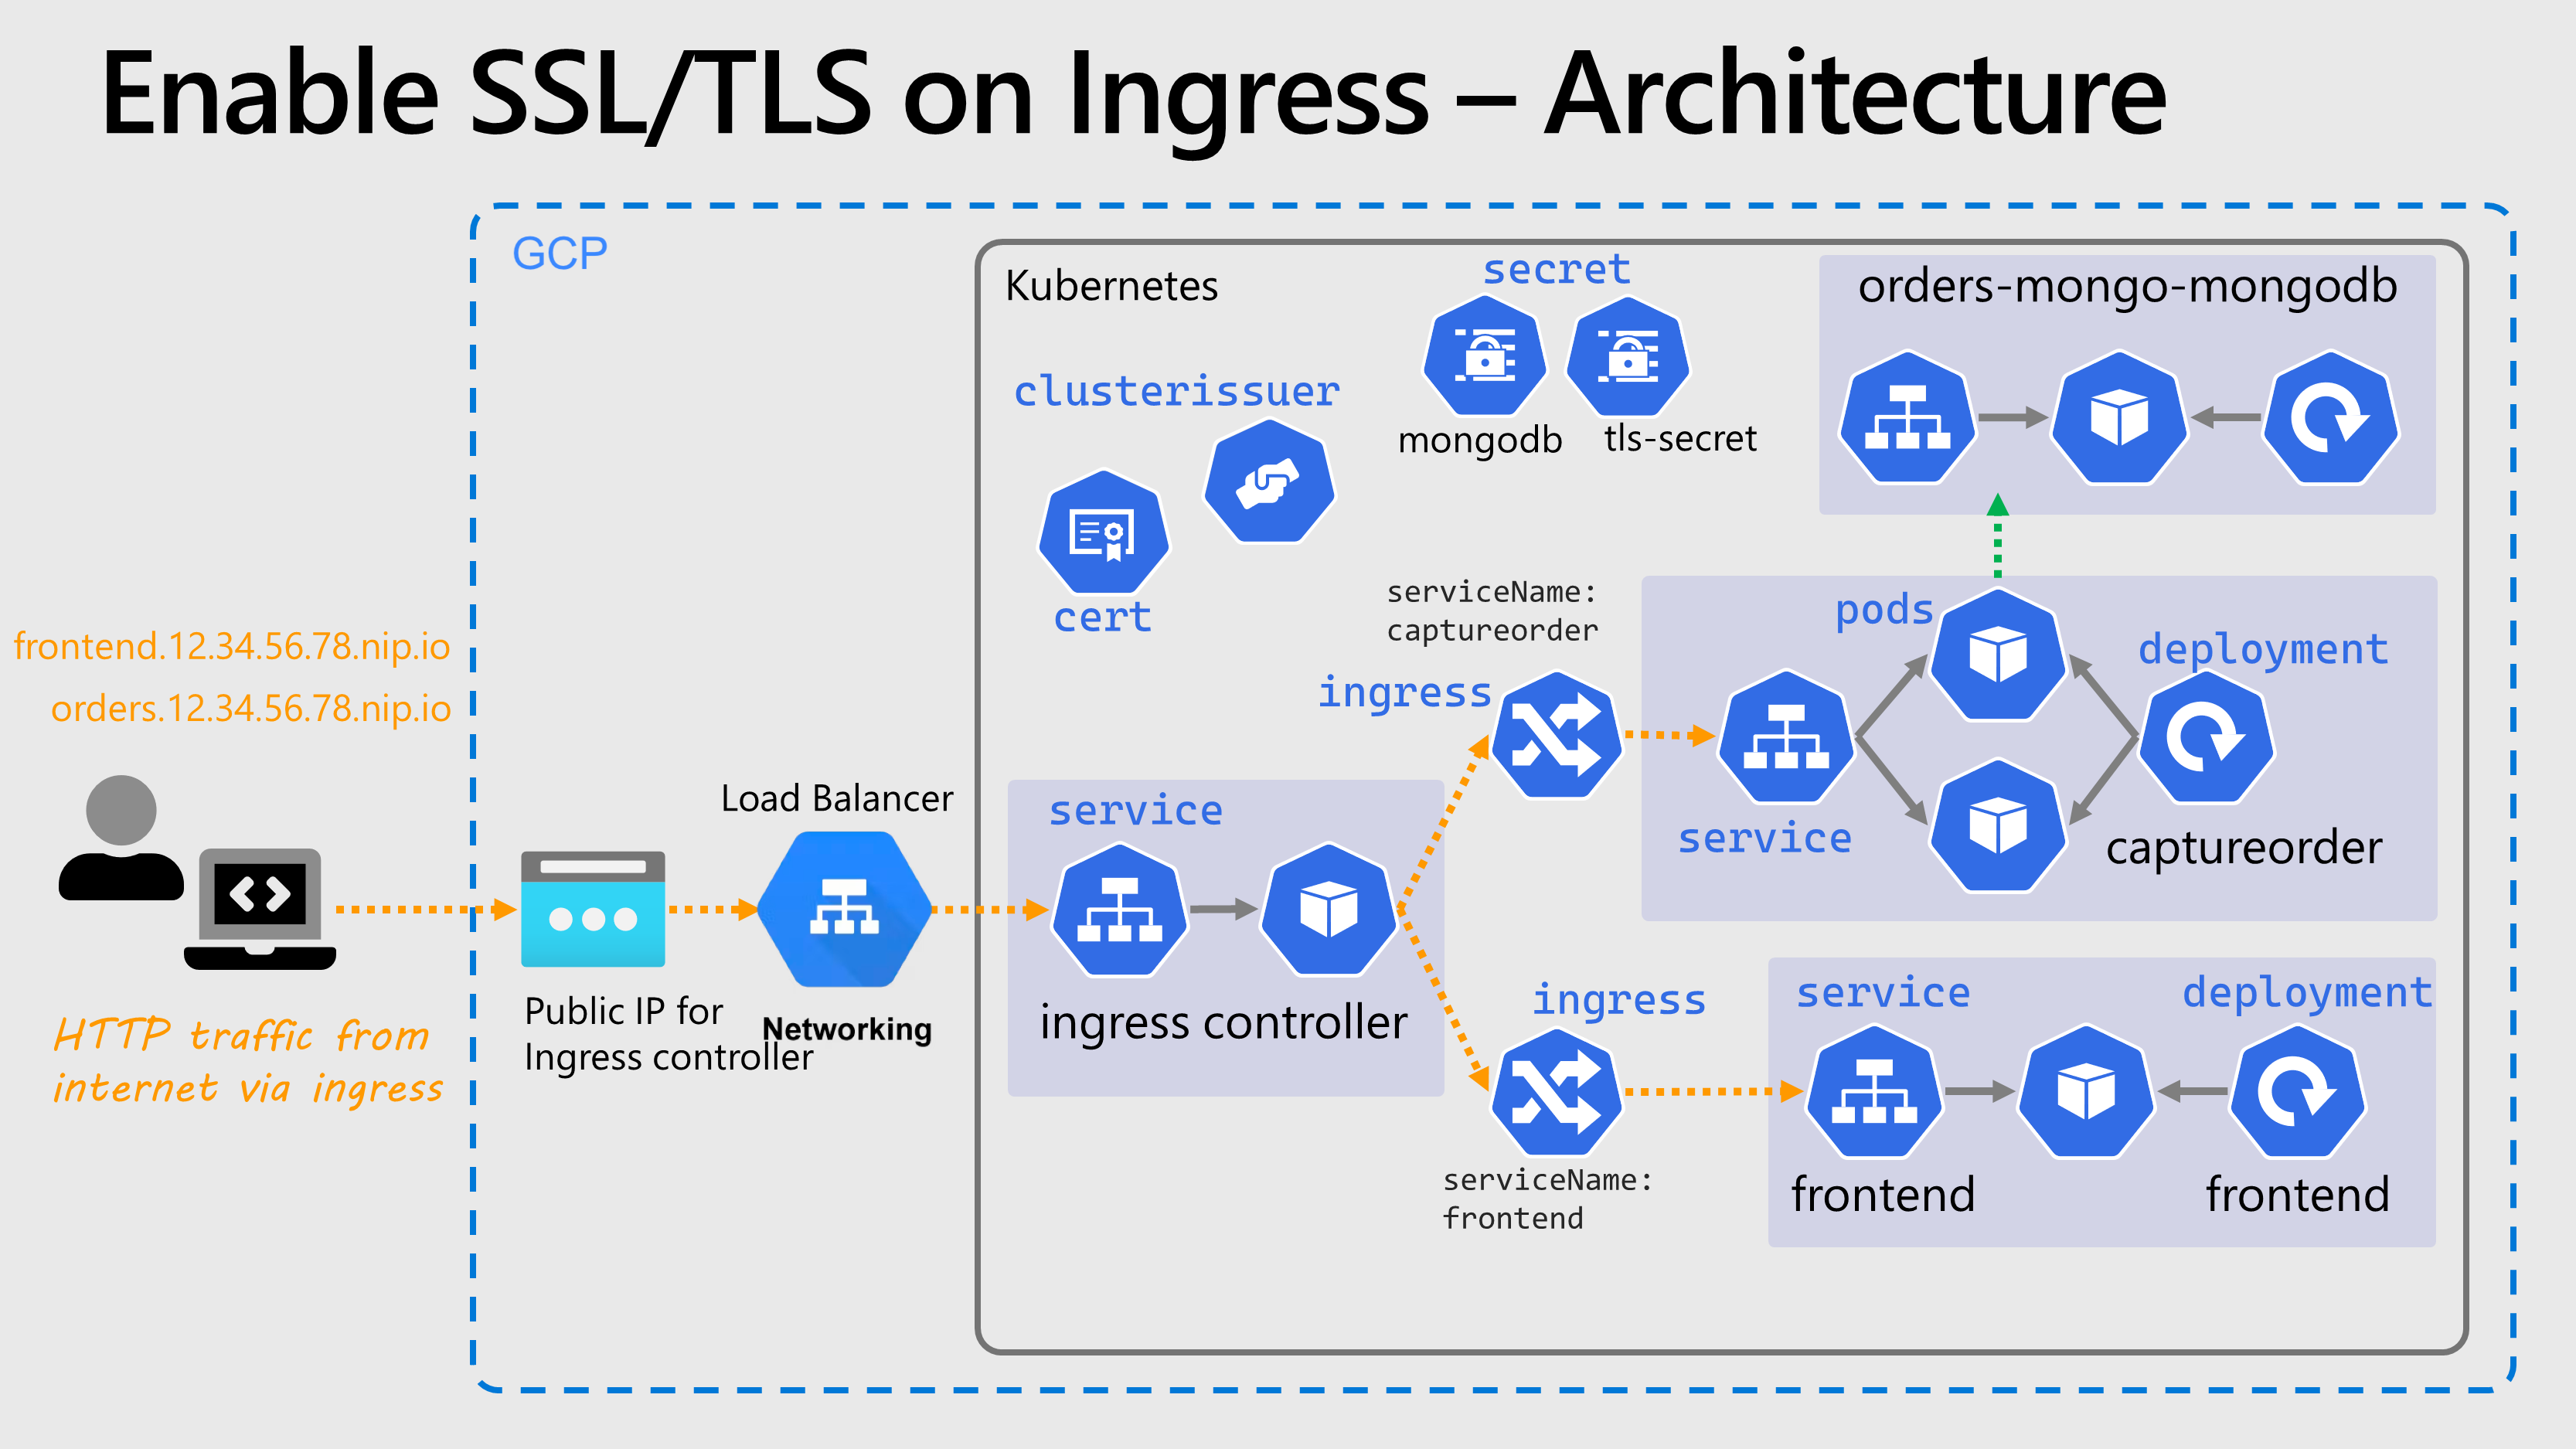 Enable SSL/TLS on Ingress – Architecture
GCP
Kubernetes
secret
mongodb
tls-secret
orders-mongo-mongodb
clusterissuer
cert
frontend.12.34.56.78.nip.io
orders.12.34.56.78.nip.io
HTTP traffic from
internet via ingress
Public IP for
Ingress controller
Load Balancer
Networking
service
ingress controller
serviceName:
captureorder
ingress
service
pods
deployment
captureorder
ingress
serviceName:
frontend
service
deployment
frontend
frontend